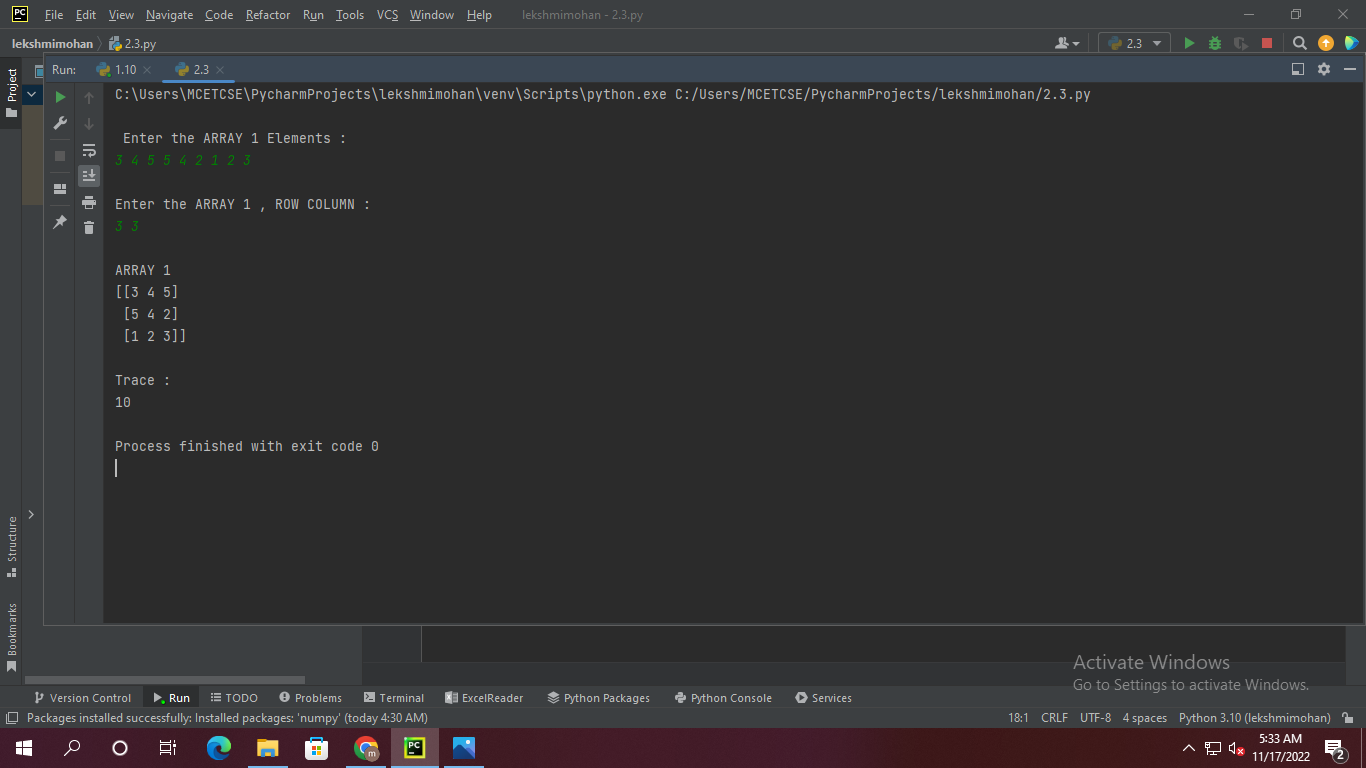 PC File Edit View Navigate Code Refactor Run Tools VCS Window Help lekshmimohan - 2.3.py
lekshmimohan 2.3.py 2.3
Run: 1.10 2.3
Project
C:\Users\MCETCSE\PycharmProjects\lekshmimohan\venv\Scripts\python.exe C:/Users/MCETCSE/PycharmProjects/lekshmimohan/2.3.py
Enter the ARRAY 1 Elements :
3 4 5 5 4 2 1 2 3
Enter the ARRAY 1 , ROW COLUMN :
3 3
ARRAY 1
[[3 4 5]
[5 4 2]
[1 2 3]]
Trace :
10
Process finished with exit code 0
Structure
Bookmarks
Activate Windows
Go to Settings to activate Windows.
Version Control Run TODO Problems Terminal ExcelReader Python Packages Python Console Services
Packages installed successfully: Installed packages: 'numpy' (today 4:30 AM) 18:1 CRLF UTF-8 4 spaces Python 3.10 (lekshmimohan)
m PC 5:33 AM
11/17/2022
2